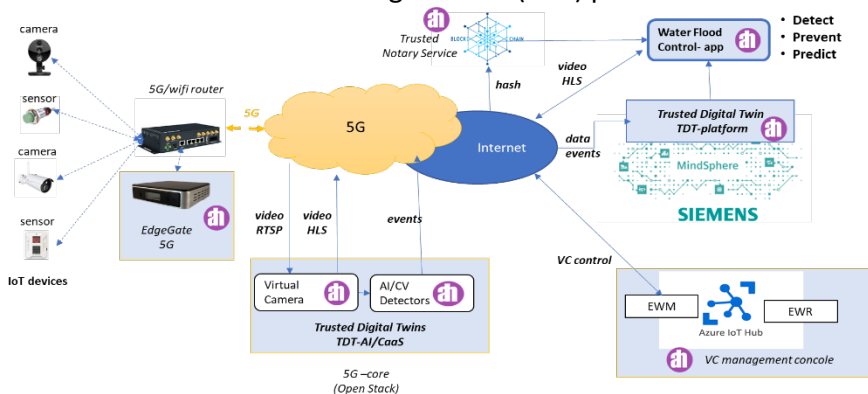 camera
sensor
camera
sensor
IoT devices
5G/wifi router
5G
EdgeGate
5G
5G
Internet
Trusted
Notary Service
BLOCK
CHAIN
hash
video
HLS
Water Flood
Control- app
• Detect
• Prevent
• Predict
Trusted Digital Twin
TDT-platform
data
events
MindSphere
SIEMENS
video
RTSP
video
HLS
events
Virtual
Camera
AI/CV
Detectors
Trusted Digital Twins
TDT-AI/CaaS
5G –core
(Open Stack)
VC control
EWM
EWR
Azure IoT Hub
VC management concole